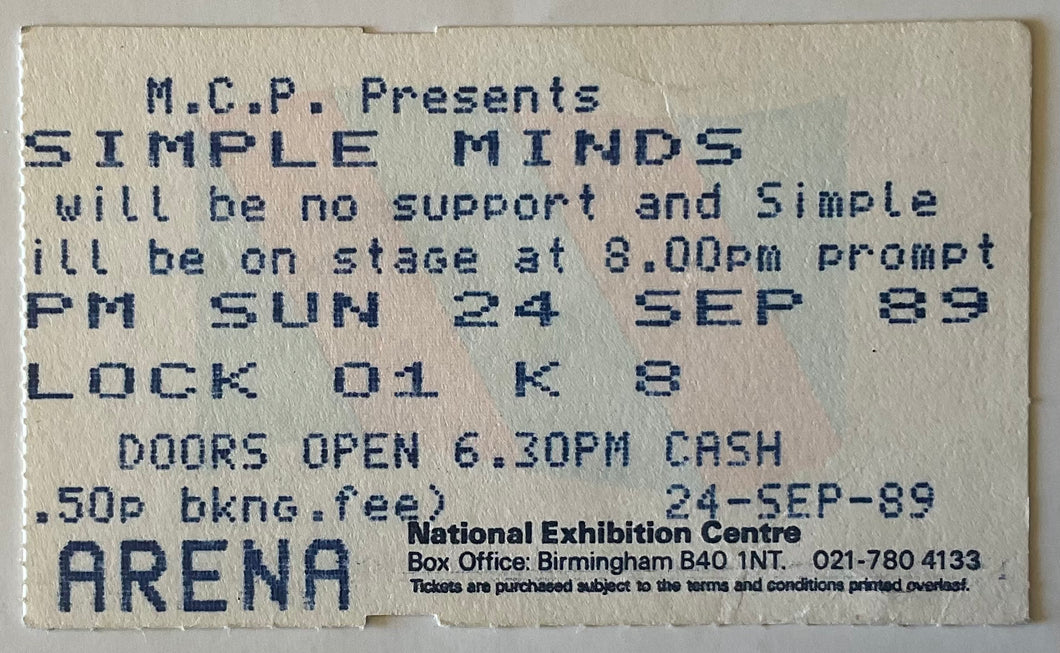 M.C.P. Presents
SIMPLE MINDS
will be no support and Simple
ill be on stage at 8.00pm prompt
PM SUN 24 SEP 89
LOCK 01 K 8
DOORS OPEN 6.30PM CASH
.50p bkng.fee) 24-SEP-89
ARENA
National Exhibition Centre
Box Office: Birmingham B40 1NT. 021-780 4133
Tickets are purchased subject to the terms and conditions printed overleaf.